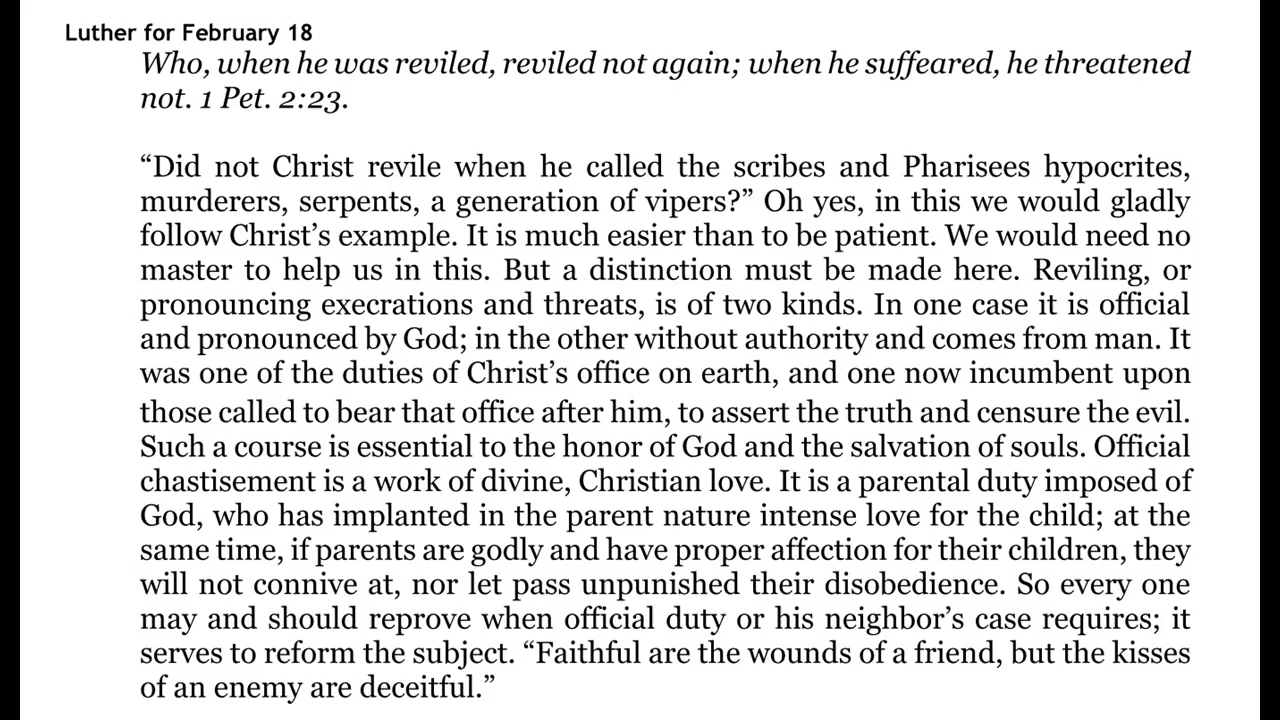 Luther for February 18
Who, when he was reviled, reviled not again; when he suffeared, he threatened
not. 1 Pet. 2:23.
“Did not Christ revile when he called the scribes and Pharisees hypocrites,
murderers, serpents, a generation of vipers?” Oh yes, in this we would gladly
follow Christ’s example. It is much easier than to be patient. We would need no
master to help us in this. But a distinction must be made here. Reviling, or
pronouncing execrations and threats, is of two kinds. In one case it is official
and pronounced by God; in the other without authority and comes from man. It
was one of the duties of Christ’s office on earth, and one now incumbent upon
those called to bear that office after him, to assert the truth and censure the evil.
Such a course is essential to the honor of God and the salvation of souls. Official
chastisement is a work of divine, Christian love. It is a parental duty imposed of
God, who has implanted in the parent nature intense love for the child; at the
same time, if parents are godly and have proper affection for their children, they
will not connive at, nor let pass unpunished their disobedience. So every one
may and should reprove when official duty or his neighbor’s case requires; it
serves to reform the subject. “Faithful are the wounds of a friend, but the kisses
of an enemy are deceitful.”